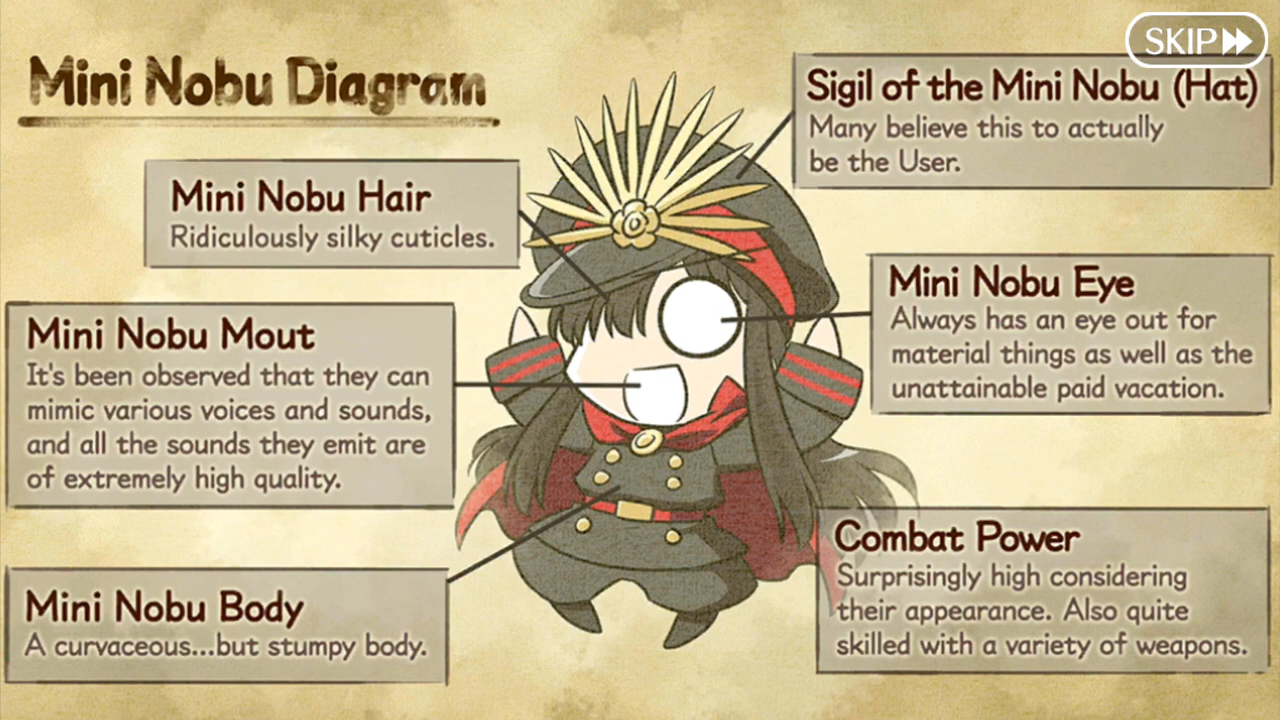 Mini Nobu Diagram
SKIP
Sigil of the Mini Nobu (Hat)
Many believe this to actually
be the User.
Mini Nobu Hair
Ridiculously silky cuticles.
Mini Nobu Eye
Always has an eye out for
material things as well as the
unattainable paid vacation.
Mini Nobu Mout
It's been observed that they can
mimic various voices and sounds,
and all the sounds they emit are
of extremely high quality.
Combat Power
Surprisingly high considering
their appearance. Also quite
skilled with a variety of weapons.
Mini Nobu Body
A curvaceous...but stumpy body.